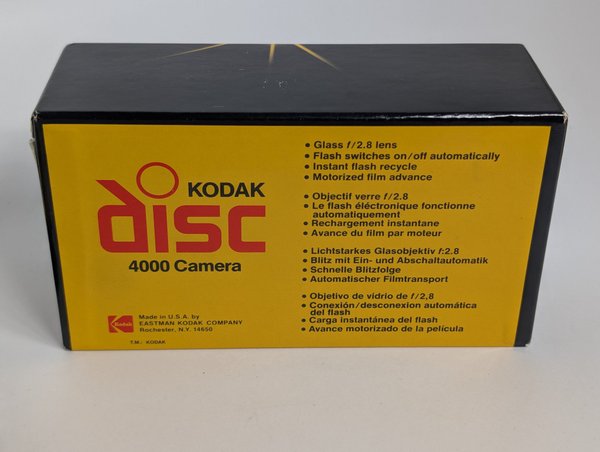 KODAK
disc
4000 Camera
Kodak
Made in U.S.A. by
EASTMAN KODAK COMPANY
Rochester, N.Y. 14650
T.M.: KODAK
• Glass f/2.8 lens
• Flash switches on/off automatically
• Instant flash recycle
• Motorized film advance
• Objectif verre f/2.8
• Le flash éléctronique fonctionne
automatiquement
• Rechargement instantane
• Avance du film par moteur
• Lichtstarkes Glasobjektiv f:2.8
• Blitz mit Ein- und Abschaltautomatik
• Schnelle Blitzfolge
• Automatischer Filmtransport
• Objetivo de vídrio de f/2,8
• Conexión/desconexion automática
del flash
• Carga instantánea del flash
• Avance motorizado de la película